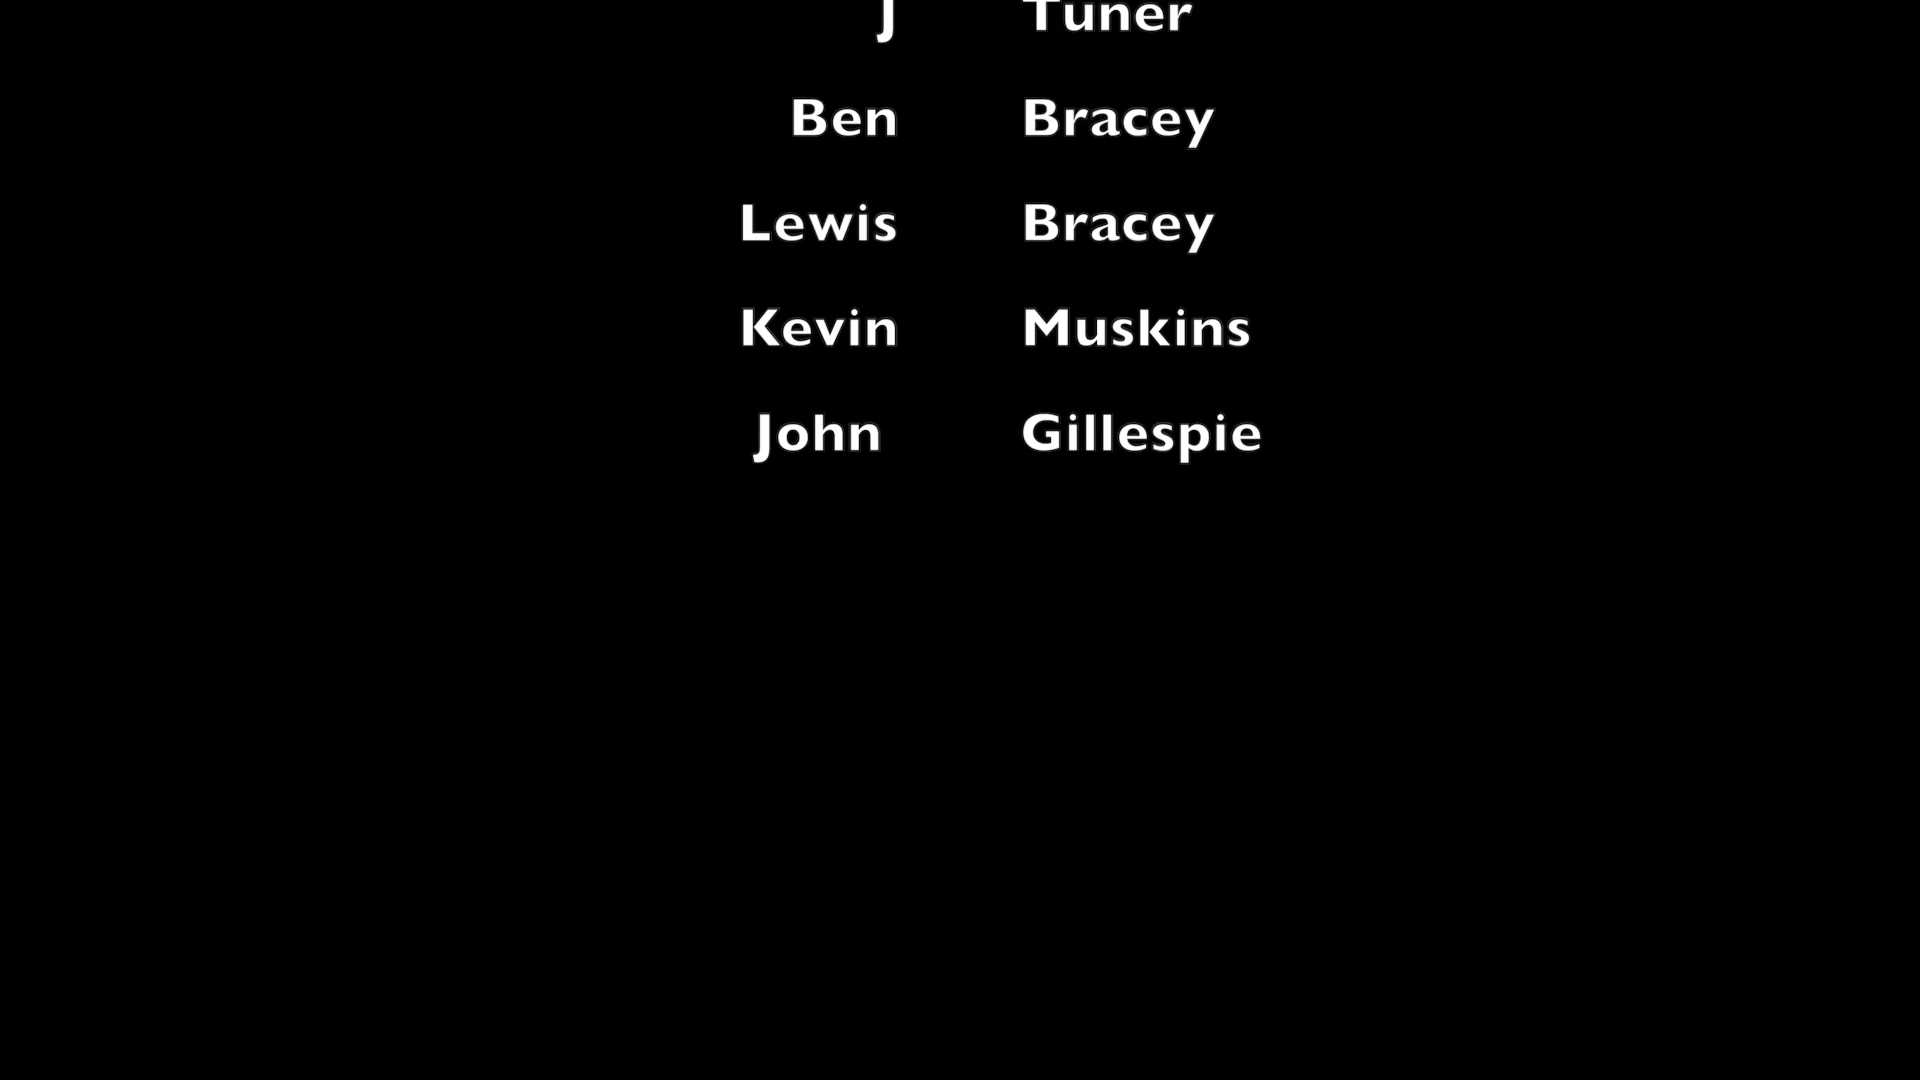 J Tuner
Ben Bracey
Lewis Bracey
Kevin Muskins
John Gillespie